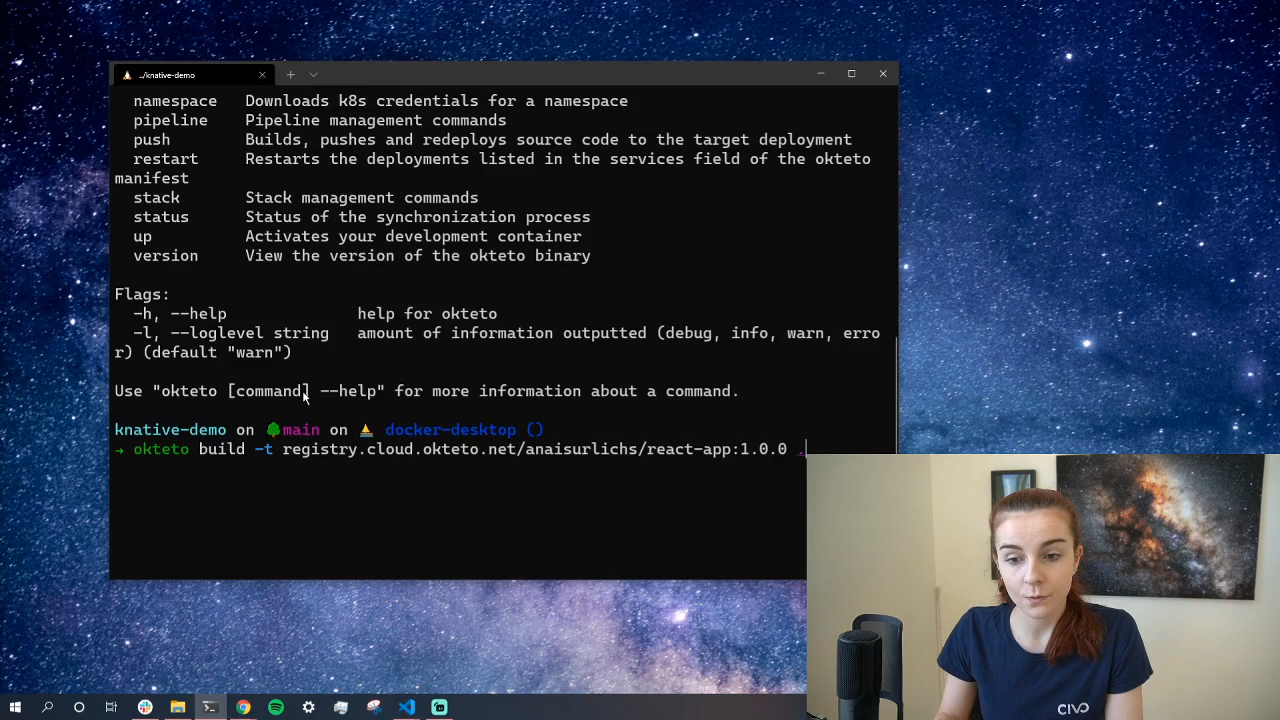 ../knative-demo
namespace Downloads k8s credentials for a namespace
pipeline Pipeline management commands
push Builds, pushes and redeploys source code to the target deployment
restart Restarts the deployments listed in the services field of the okteto
manifest
stack Stack management commands
status Status of the synchronization process
up Activates your development container
version View the version of the okteto binary
Flags:
-h, --help help for okteto
-l, --loglevel string amount of information outputted (debug, info, warn, erro
r) (default "warn")
Use "okteto [command] --help" for more information about a command.
knative-demo on main on docker-desktop ()
→ okteto build -t registry.cloud.okteto.net/anaisurlichs/react-app:1.0.0 .
CIVO